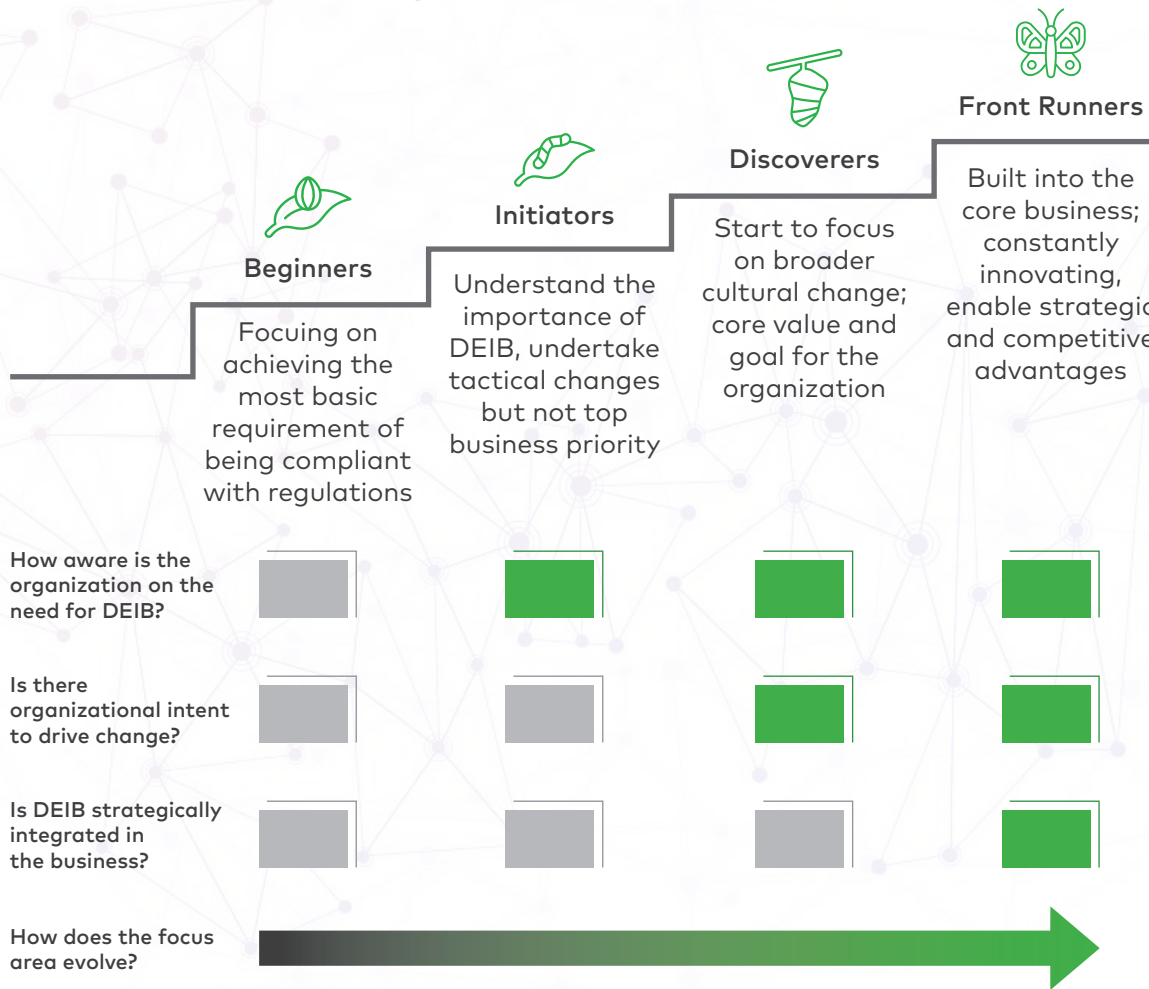 Beginners
Focuing on
achieving the
most basic
requirement of
being compliant
with regulations
Initiators
Understand the
importance of
DEIB, undertake
tactical changes
but not top
business priority
Discoverers
Start to focus
on broader
cultural change;
core value and
goal for the
organization
Front Runners
Built into the
core business;
constantly
innovating,
enable strategic
and competitive
advantages
How aware is the
organization on the
need for DEIB?
Is there
organizational intent
to drive change?
Is DEIB strategically
integrated in
the business?
How does the focus
area evolve?